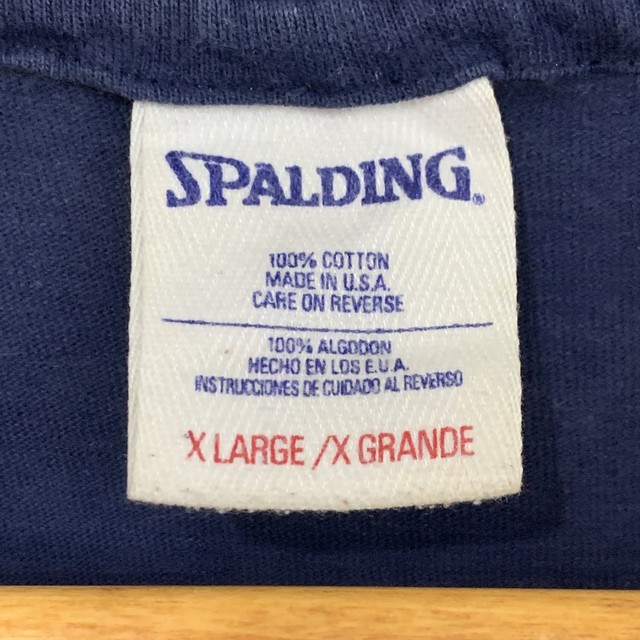 SPALDING®
100% COTTON
MADE IN U.S.A.
CARE ON REVERSE
100% ALGODON
HECHO EN LOS E.U.A.
INSTRUCCIONES DE CUIDADO AL REVERSO
X LARGE /X GRANDE